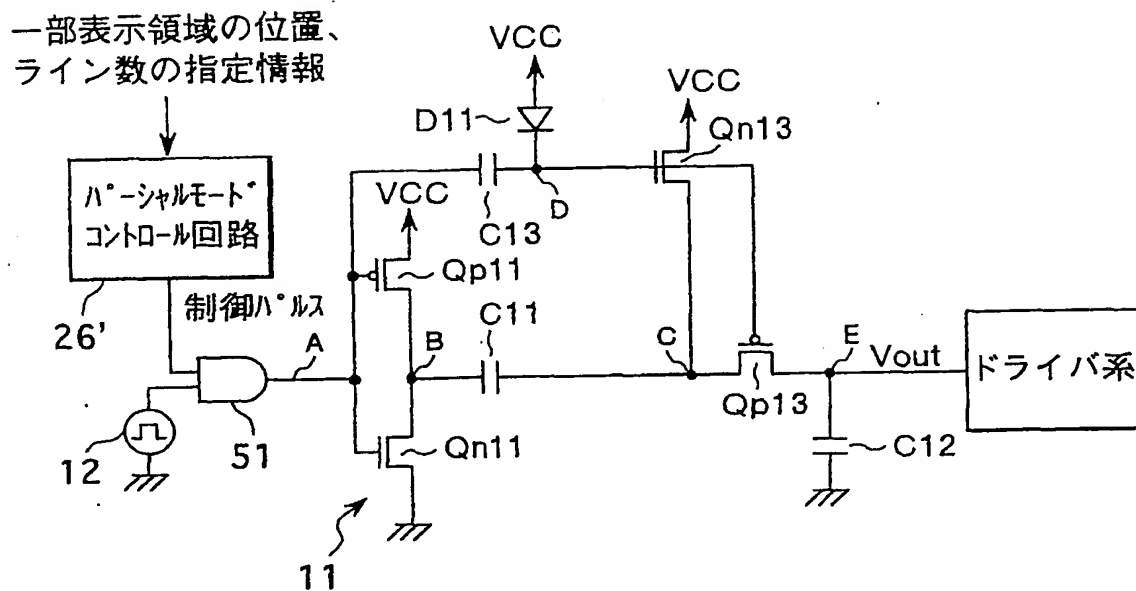 一部表示領域の位置、
ライン数の指定情報
パーシャルモード
コントロール回路
26'
制御パルス
12
51
A
11
VCC
D11
VCC
Qn13
D
C13
VCC
Qp11
C11
B
C
Qn11
Qp13
E
Vout
C12
ドライバ系